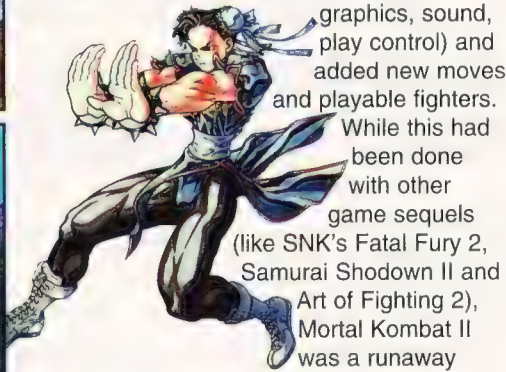 graphics, sound,
play control) and
added new moves
and playable fighters.
While this had
been done
with other
game sequels
(like SNK's Fatal Fury 2,
Samurai Shodown II and
Art of Fighting 2),
Mortal Kombat II
was a runaway